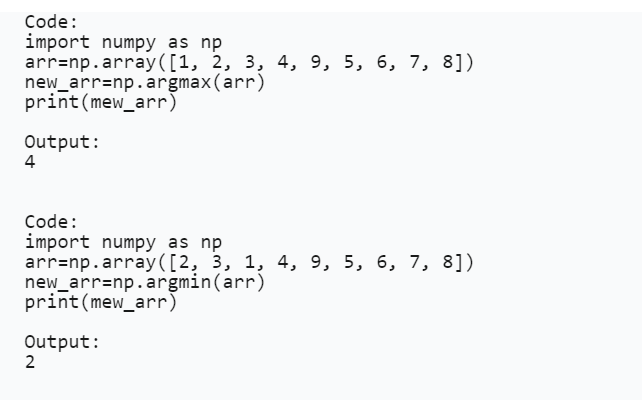 Code:
import numpy as np
arr=np.array([1, 2, 3, 4, 9, 5, 6, 7, 8])
new_arr=np.argmax(arr)
print(mew_arr)
Output:
4
Code:
import numpy as np
arr=np.array([2, 3, 1, 4, 9, 5, 6, 7, 8])
new_arr=np.argmin(arr)
print(mew_arr)
Output:
2